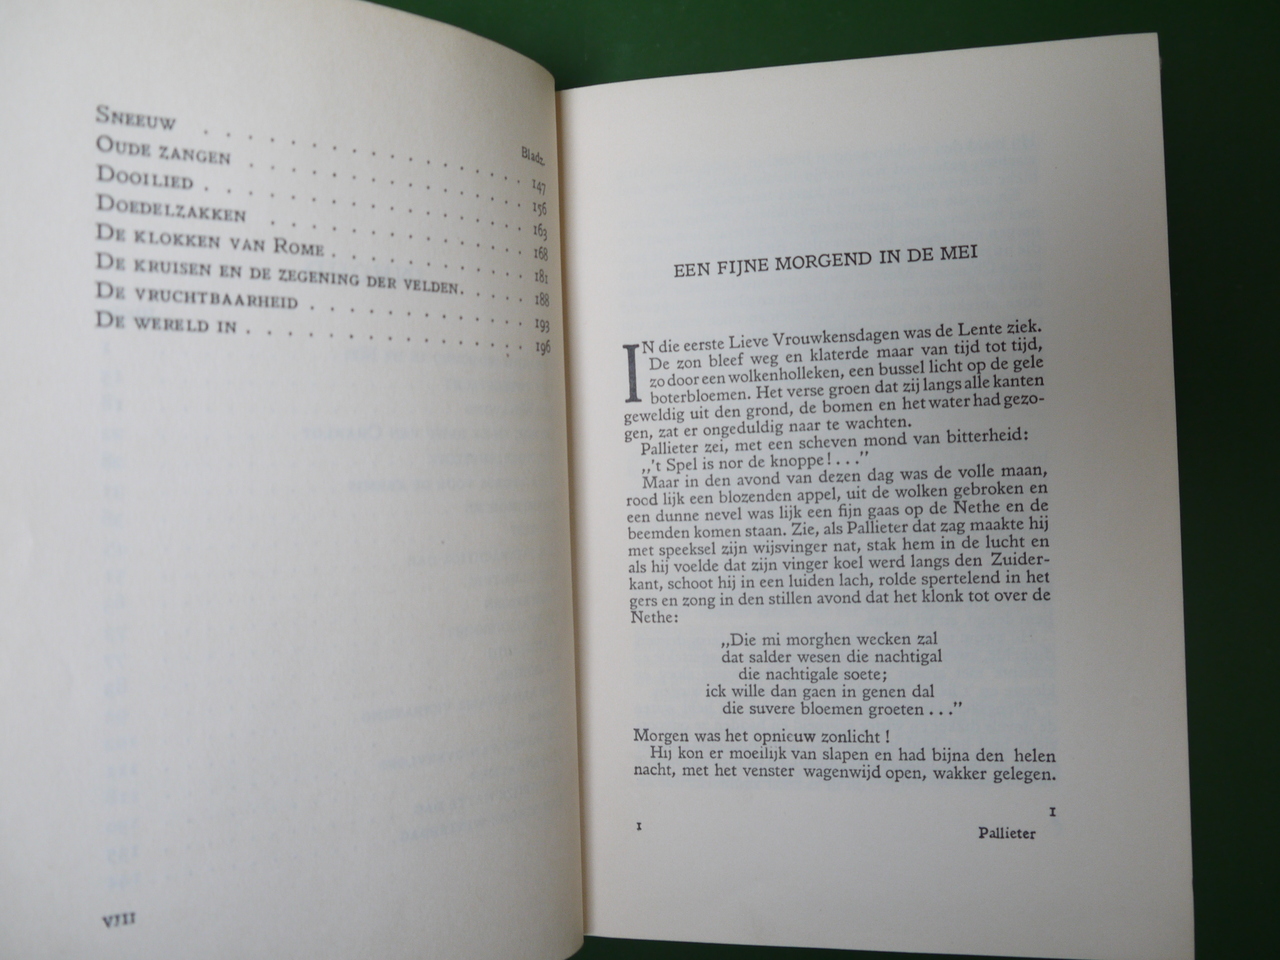 Bladz.
SNEEUW . . . . . . . . . . . . . . . . 147
OUDE ZANGEN . . . . . . . . . . . . . . 156
DOOILIED . . . . . . . . . . . . . . . 163
DOEDELZAKKEN . . . . . . . . . . . . . 168
DE KLOKKEN VAN ROME . . . . . . . . . . 181
DE KRUISEN EN DE ZEGENING DER VELDEN. . . . . 188
DE VRUCHTBAARHEID . . . . . . . . . . . 193
DE WERELD IN . . . . . . . . . . . . . 196
VIII
EEN FIJNE MORGEND IN DE MEI
IN die eerste Lieve Vrouwkensdagen was de Lente ziek.
De zon bleef weg en klaterde maar van tijd tot tijd,
zo door een wolkenholleken, een bussel licht op de gele
boterbloemen. Het verse groen dat zij langs alle kanten
geweldig uit den grond, de bomen en het water had gezo-
gen, zat er ongeduldig naar te wachten.
Pallieter zei, met een scheven mond van bitterheid:
„'t Spel is nor de knoppe! . . .”
Maar in den avond van dezen dag was de volle maan,
rood lijk een blozenden appel, uit de wolken gebroken en
een dunne nevel was lijk een fijn gaas op de Nethe en de
beemden komen staan. Zie, als Pallieter dat zag maakte hij
met speeksel zijn wijsvinger nat, stak hem in de lucht en
als hij voelde dat zijn vinger koel werd langs den Zuider-
kant, schoot hij in een luiden lach, rolde spertelend in het
gers en zong in den stillen avond dat het klonk tot over de
Nethe:
„Die mi morghen wecken zal
dat salder wesen die nachtigal
die nachtigale soete;
ick wille dan gaen in genen dal
die suvere bloemen groeten . . .”
Morgen was het opnieuw zonlicht!
Hij kon er moeilijk van slapen en had bijna den helen
nacht, met het venster wagenwijd open, wakker gelegen.
1
1
Pallieter